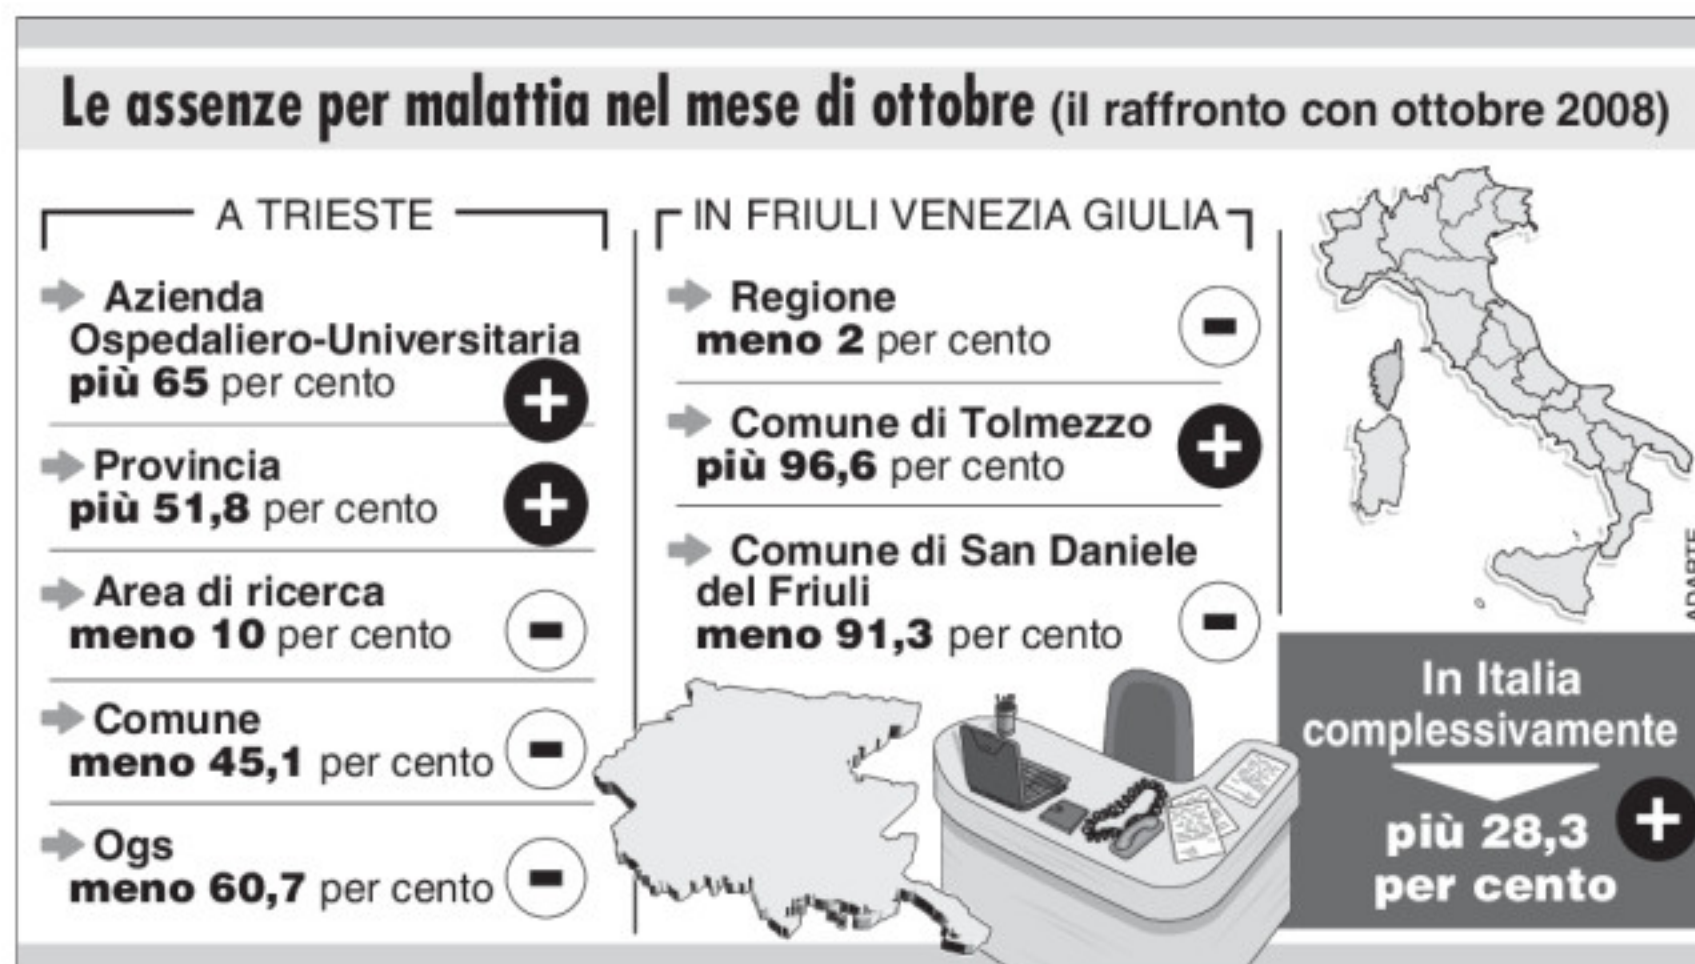 Le assenze per malattia nel mese di ottobre (il raffronto con ottobre 2008)
A TRIESTE
Azienda
Ospedaliero-Universitaria
più 65 per cento
Provincia
più 51,8 per cento
Area di ricerca
meno 10 per cento
Comune
meno 45,1 per cento
Ogs
meno 60,7 per cento
IN FRIULI VENEZIA GIULIA
Regione
meno 2 per cento
Comune di Tolmezzo
più 96,6 per cento
Comune di San Daniele
del Friuli
meno 91,3 per cento
In Italia
complessivamente
più 28,3
per cento
ADARTE